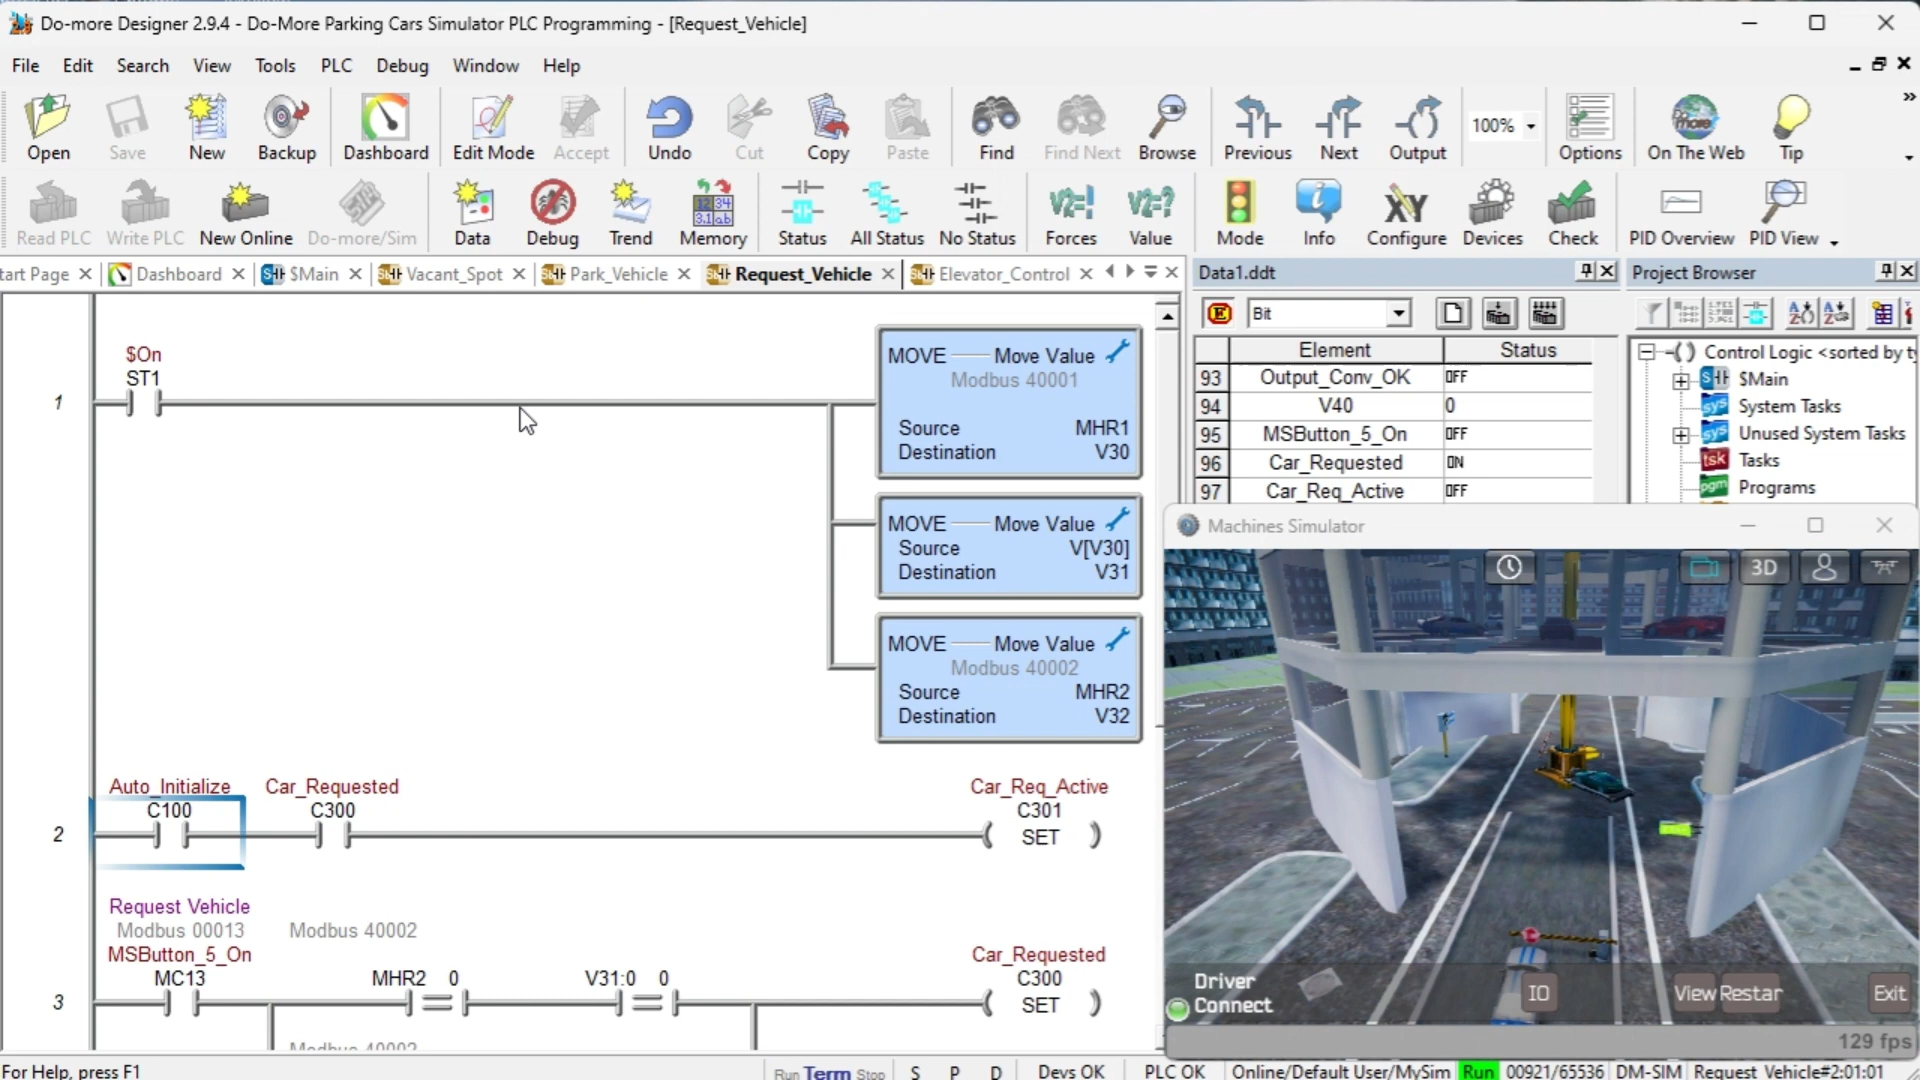 Do-more Designer 2.9.4 - Do-More Parking Cars Simulator PLC Programming - [Request_Vehicle]
File Edit Search View Tools PLC Debug Window Help
Open Save New Backup Dashboard Edit Mode Accept Undo Cut Copy Paste Find Find Next Browse Previous Next Output 100% Options On The Web Tip
Read PLC Write PLC New Online Do-more/Sim Data Debug Trend Memory Status All Status No Status Forces Value Mode Info Configure Devices Check PID Overview PID View
tart Page Dashboard $Main Vacant_Spot Park_Vehicle Request_Vehicle Elevator_Control
Data1.ddt
Project Browser
Bit
Element Status
93 Output_Conv_OK OFF
94 V40 0
95 MSButton_5_On OFF
96 Car_Requested ON
97 Car_Req_Active OFF
Control Logic <sorted by ty
$Main
System Tasks
Unused System Tasks
tsk Tasks
pgm Programs
$On
ST1
1
MOVE Move Value
Modbus 40001
Source MHR1
Destination V30
MOVE Move Value
Source V[V30]
Destination V31
MOVE Move Value
Modbus 40002
Source MHR2
Destination V32
Auto_Initialize Car_Requested Car_Req_Active
C100 C300 C301
2 SET
Request Vehicle
Modbus 00013 Modbus 40002
MSButton_5_On Car_Requested
MC13 MHR2 0 V31:0 0 C300
3 SET
Modbus 40002
Machines Simulator
3D
Driver
Connect
IO
View Restar
Exit
129 fps
For Help, press F1
Run Term Stop S P D Devs OK PLC OK Online/Default User/MySim Run 00921/65536 DM-SIM Request_Vehicle#2:01:01